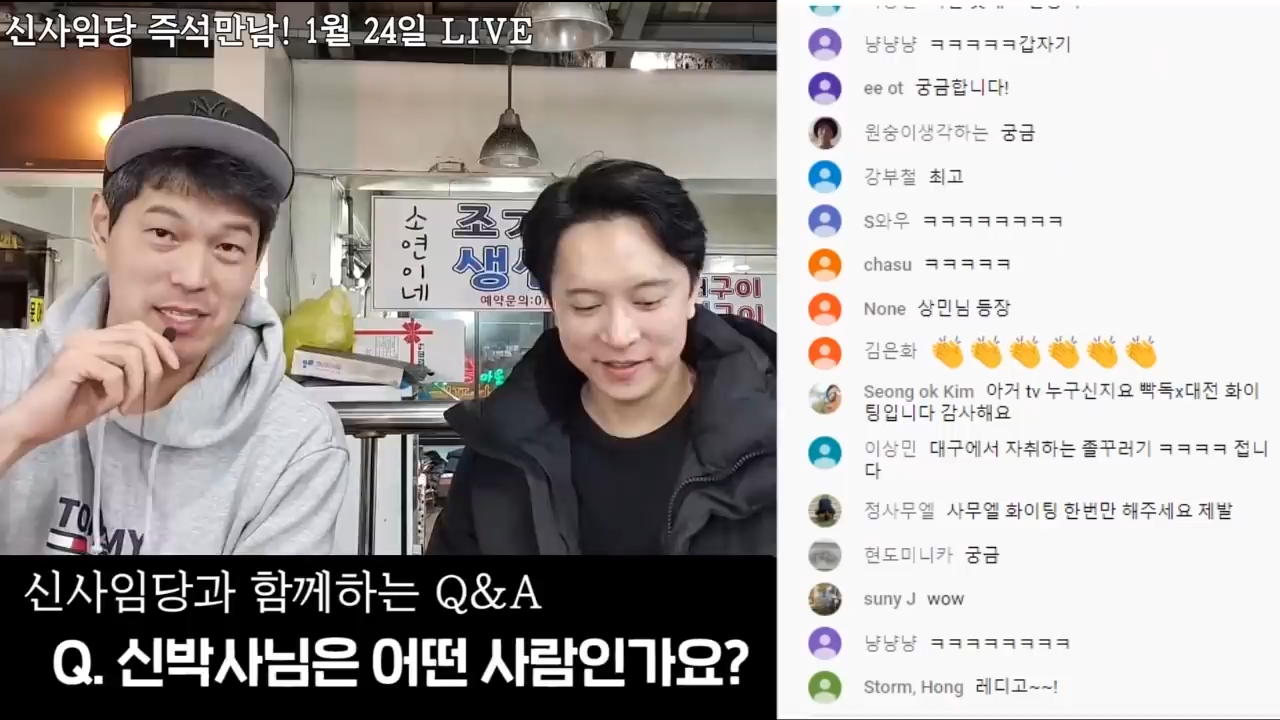 신사임당 즉석만남! 1월 24일 LIVE
NY
소연이네
조
생
예약문의:0
구이
TOMMY
신사임당과 함께하는 Q&A
Q. 신박사님은 어떤 사람인가요?
냥냥냥 ㅋㅋㅋㅋㅋ갑자기
ee ot 궁금합니다!
원숭이생각하는 궁금
강부철 최고
S와우 ㅋㅋㅋㅋㅋㅋㅋㅋ
chasu ㅋㅋㅋㅋㅋ
None 상민님 등장
김은화 👏👏👏👏👏👏
Seong ok Kim 아거 tv 누구신지요 빡독x대전 화이
팅입니다 감사해요
이상민 대구에서 자취하는 졸꾸러기 ㅋㅋㅋㅋ 접니
다
정사무엘 사무엘 화이팅 한번만 해주세요 제발
현도미니카 궁금
suny J wow
냥냥냥 ㅋㅋㅋㅋㅋㅋㅋㅋ
Storm, Hong 레디고~~!